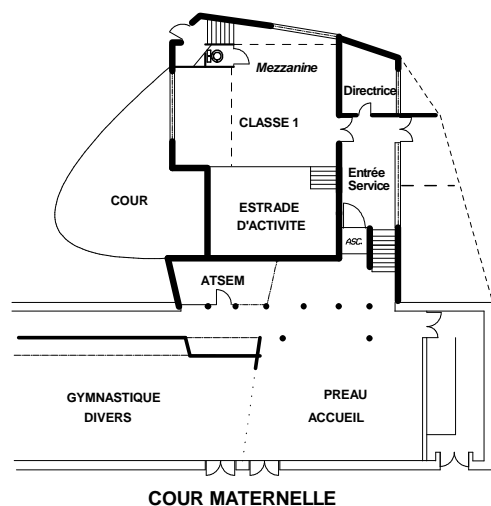 Mezzanine
Directrice
CLASSE 1
Entrée
Service
COUR
ESTRADE
D'ACTIVITE
ASC.
ATSEM
GYMNASTIQUE
DIVERS
PREAU
ACCUEIL
COUR MATERNELLE